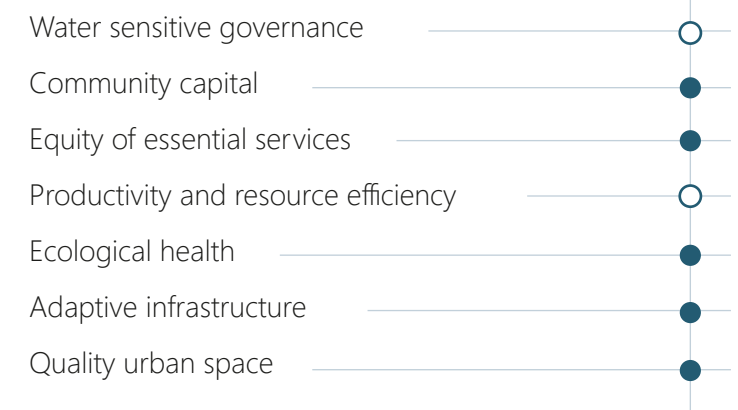 Water sensitive governance
Community capital
Equity of essential services
Productivity and resource efficiency
Ecological health
Adaptive infrastructure
Quality urban space